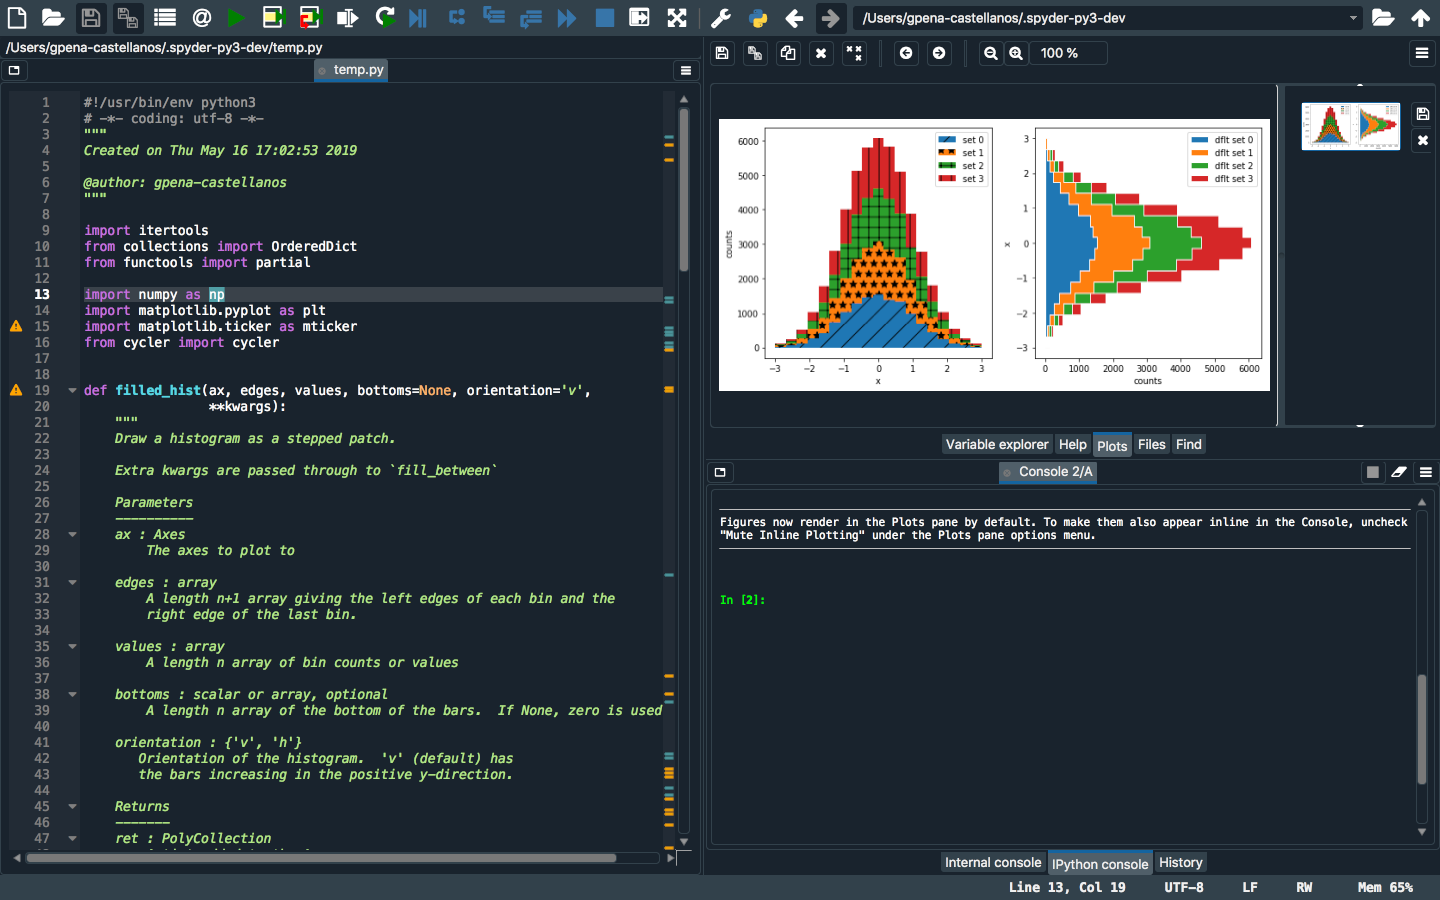 /Users/gpena-castellanos/.spyder-py3-dev
/Users/gpena-castellanos/.spyder-py3-dev/temp.py
temp.py
1 #!/usr/bin/env python3
2 # -*- coding: utf-8 -*-
3 """
4 Created on Thu May 16 17:02:53 2019
5
6 @author: gpena-castellanos
7 """
8
9 import itertools
10 from collections import OrderedDict
11 from functools import partial
12
13 import numpy as np
14 import matplotlib.pyplot as plt
15 import matplotlib.ticker as mticker
16 from cycler import cycler
17
18
19 def filled_hist(ax, edges, values, bottoms=None, orientation='v',
20 **kwargs):
21 """
22 Draw a histogram as a stepped patch.
23
24 Extra kwargs are passed through to `fill_between`
25
26 Parameters
27 ----------
28 ax : Axes
29 The axes to plot to
30
31 edges : array
32 A length n+1 array giving the left edges of each bin and the
33 right edge of the last bin.
34
35 values : array
36 A length n array of bin counts or values
37
38 bottoms : scalar or array, optional
39 A length n array of the bottom of the bars.  If None, zero is used
40
41 orientation : {'v', 'h'}
42 Orientation of the histogram.  'v' (default) has
43 the bars increasing in the positive y-direction.
44
45 Returns
46 -------
47 ret : PolyCollection
100 %
6000
5000
4000
3000
2000
1000
0
counts
−3 −2 −1 0 1 2 3
x
set 0
set 1
set 2
set 3
3
2
1
0
−1
−2
−3
x
0 1000 2000 3000 4000 5000 6000
counts
dflt set 0
dflt set 1
dflt set 2
dflt set 3
Variable explorer Help Plots Files Find
Console 2/A
Figures now render in the Plots pane by default. To make them also appear inline in the Console, uncheck
"Mute Inline Plotting" under the Plots pane options menu.
In [2]:
Internal console IPython console History
Line 13, Col 19 UTF-8 LF RW Mem 65%